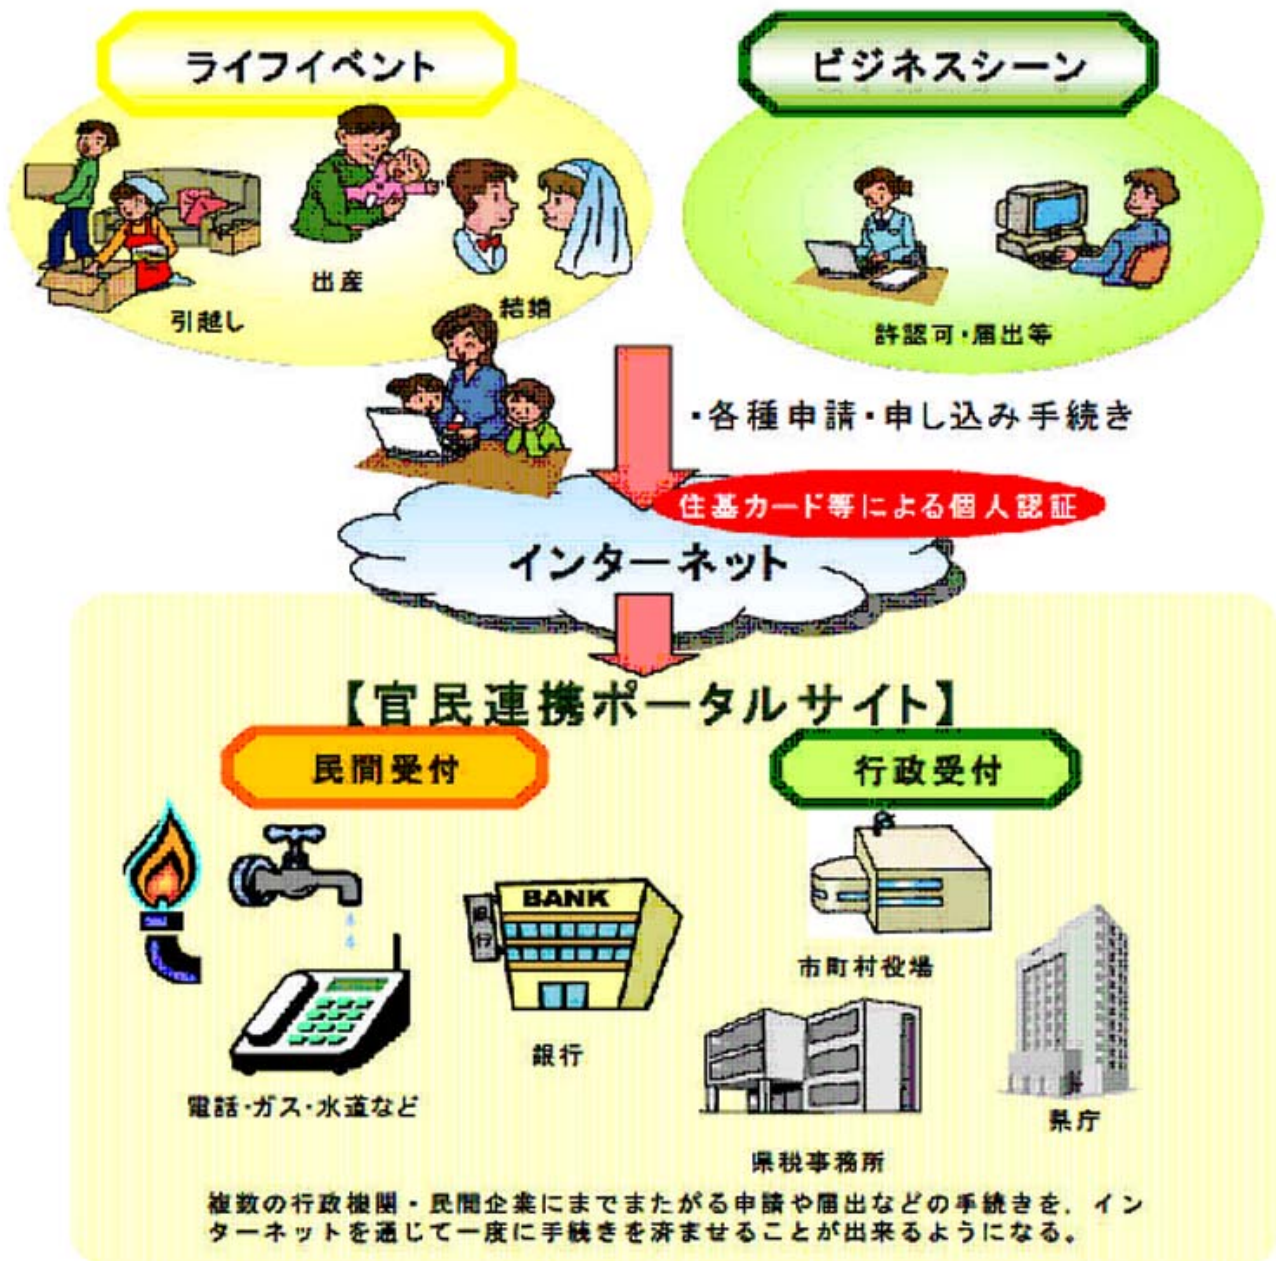 ライフイベント
ビジネスシーン
出産
結婚
引越し
許認可・届出等
・各種申請・申し込み手続き
住基カード等による個人認証
インターネット
【官民連携ポータルサイト】
民間受付
行政受付
BANK
銀行
市町村役場
銀行
電話・ガス・水道など
県庁
県税事務所
複数の行政機関・民間企業にまでまたがる申請や届出などの手続きを，イン
ターネットを通じて一度に手続きを済ませることが出来るようになる。